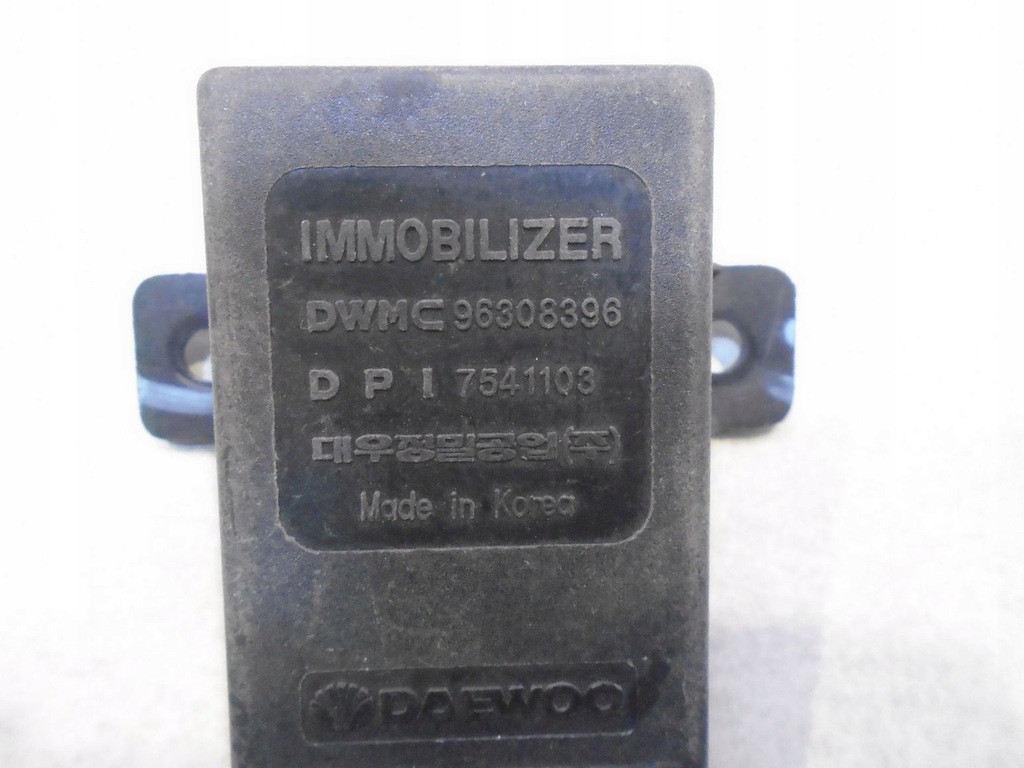 IMMOBILIZER
DWMC 96308396
D P I 7541103
대우정밀공업(주)
Made in Korea
DAEWOO